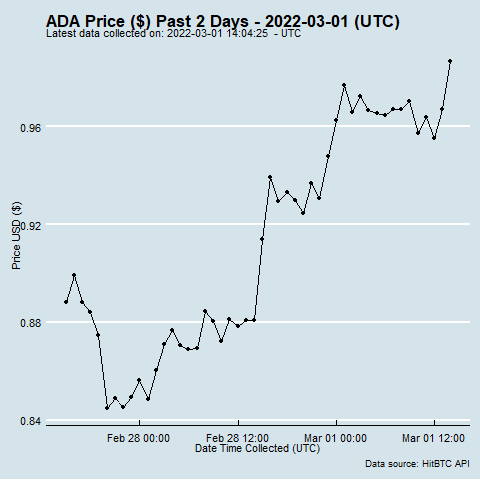 ADA Price ($) Past 2 Days - 2022-03-01 (UTC)
Latest data collected on: 2022-03-01 14:04:25 - UTC
Price USD ($)
0.96
0.92
0.88
0.84
Feb 28 00:00 Feb 28 12:00 Mar 01 00:00 Mar 01 12:00
Date Time Collected (UTC)
Data source: HitBTC API